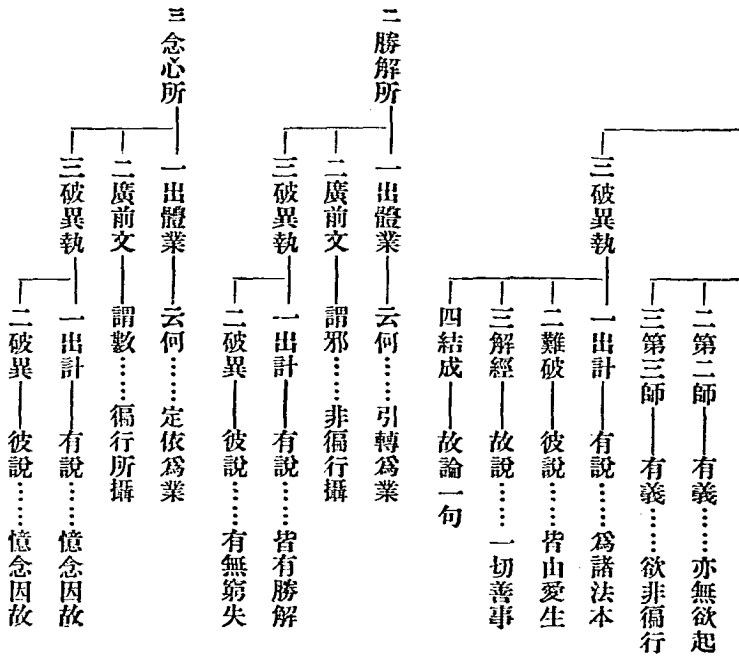 二第二師 有義……亦無欲起
三第三師 有義……欲非徧行
三破異執
一出計 有說……爲諸法本
二難破 彼說……皆由愛生
三解經 故說……一切善事
四結成 故論一句
二勝解所
一出體業 云何……引轉爲業
二廣前文 謂邪……非徧行攝
三破異執
一出計 有說……皆有勝解
二破異 彼說……有無窮失
三念心所
一出體業 云何……定依爲業
二廣前文 謂數……徧行所攝
三破異執
一出計 有說……憶念因故
二破異 彼說……憶念因故